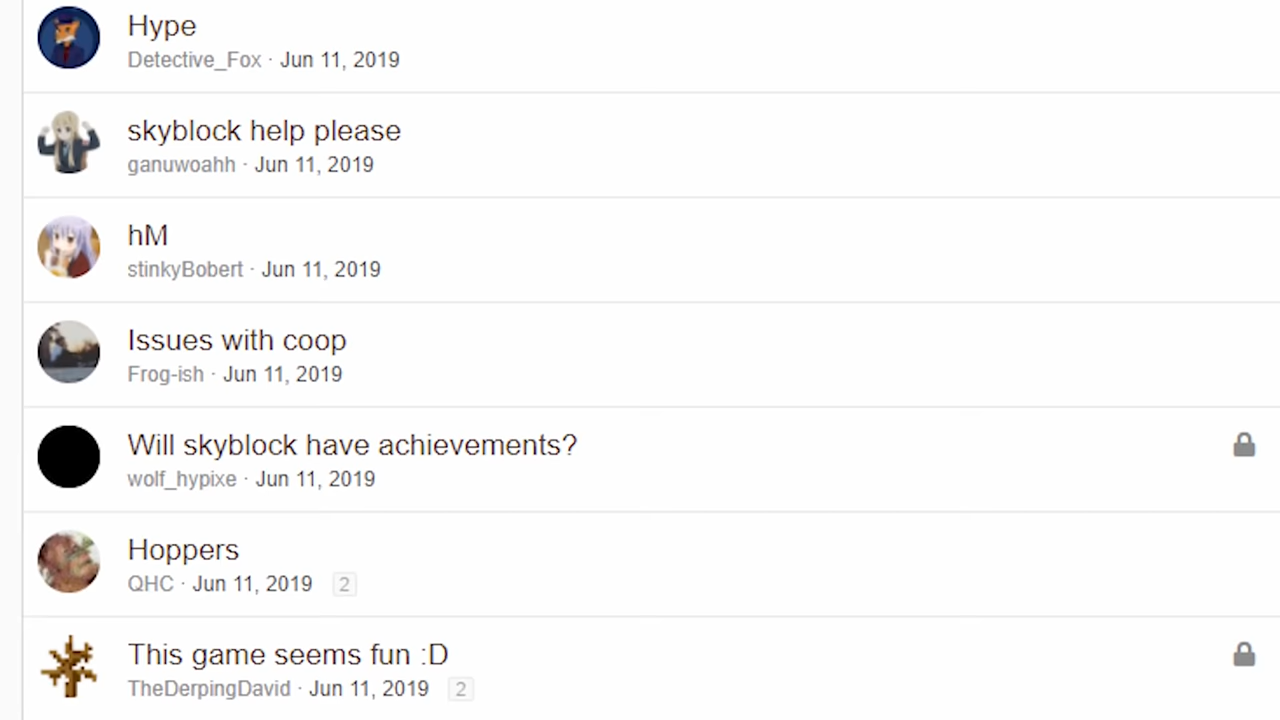 Hype
Detective_Fox · Jun 11, 2019
skyblock help please
ganuwoahh · Jun 11, 2019
hM
stinkyBobert · Jun 11, 2019
Issues with coop
Frog-ish · Jun 11, 2019
Will skyblock have achievements?
wolf_hypixe · Jun 11, 2019
Hoppers
QHC · Jun 11, 2019 2
This game seems fun :D
TheDerpingDavid · Jun 11, 2019 2